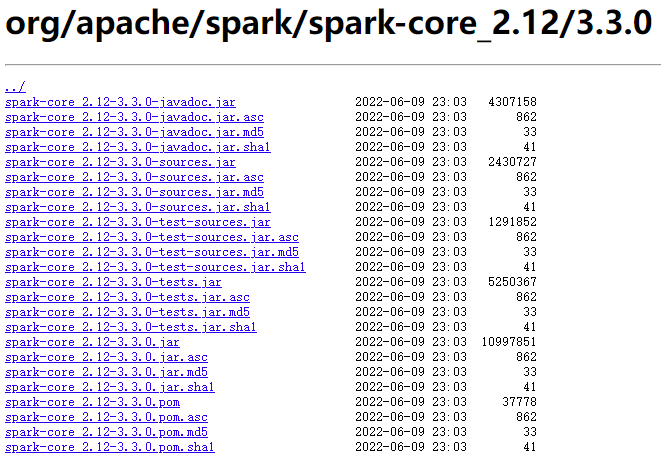 org/apache/spark/spark-core_2.12/3.3.0
../
spark-core_2.12-3.3.0-javadoc.jar 2022-06-09 23:03 4307158
spark-core_2.12-3.3.0-javadoc.jar.asc 2022-06-09 23:03 862
spark-core_2.12-3.3.0-javadoc.jar.md5 2022-06-09 23:03 33
spark-core_2.12-3.3.0-javadoc.jar.sha1 2022-06-09 23:03 41
spark-core_2.12-3.3.0-sources.jar 2022-06-09 23:03 2430727
spark-core_2.12-3.3.0-sources.jar.asc 2022-06-09 23:03 862
spark-core_2.12-3.3.0-sources.jar.md5 2022-06-09 23:03 33
spark-core_2.12-3.3.0-sources.jar.sha1 2022-06-09 23:03 41
spark-core_2.12-3.3.0-test-sources.jar 2022-06-09 23:03 1291852
spark-core_2.12-3.3.0-test-sources.jar.asc 2022-06-09 23:03 862
spark-core_2.12-3.3.0-test-sources.jar.md5 2022-06-09 23:03 33
spark-core_2.12-3.3.0-test-sources.jar.sha1 2022-06-09 23:03 41
spark-core_2.12-3.3.0-tests.jar 2022-06-09 23:03 5250367
spark-core_2.12-3.3.0-tests.jar.asc 2022-06-09 23:03 862
spark-core_2.12-3.3.0-tests.jar.md5 2022-06-09 23:03 33
spark-core_2.12-3.3.0-tests.jar.sha1 2022-06-09 23:03 41
spark-core_2.12-3.3.0.jar 2022-06-09 23:03 10997851
spark-core_2.12-3.3.0.jar.asc 2022-06-09 23:03 862
spark-core_2.12-3.3.0.jar.md5 2022-06-09 23:03 33
spark-core_2.12-3.3.0.jar.sha1 2022-06-09 23:03 41
spark-core_2.12-3.3.0.pom 2022-06-09 23:03 37778
spark-core_2.12-3.3.0.pom.asc 2022-06-09 23:03 862
spark-core_2.12-3.3.0.pom.md5 2022-06-09 23:03 33
spark-core_2.12-3.3.0.pom.sha1 2022-06-09 23:03 41